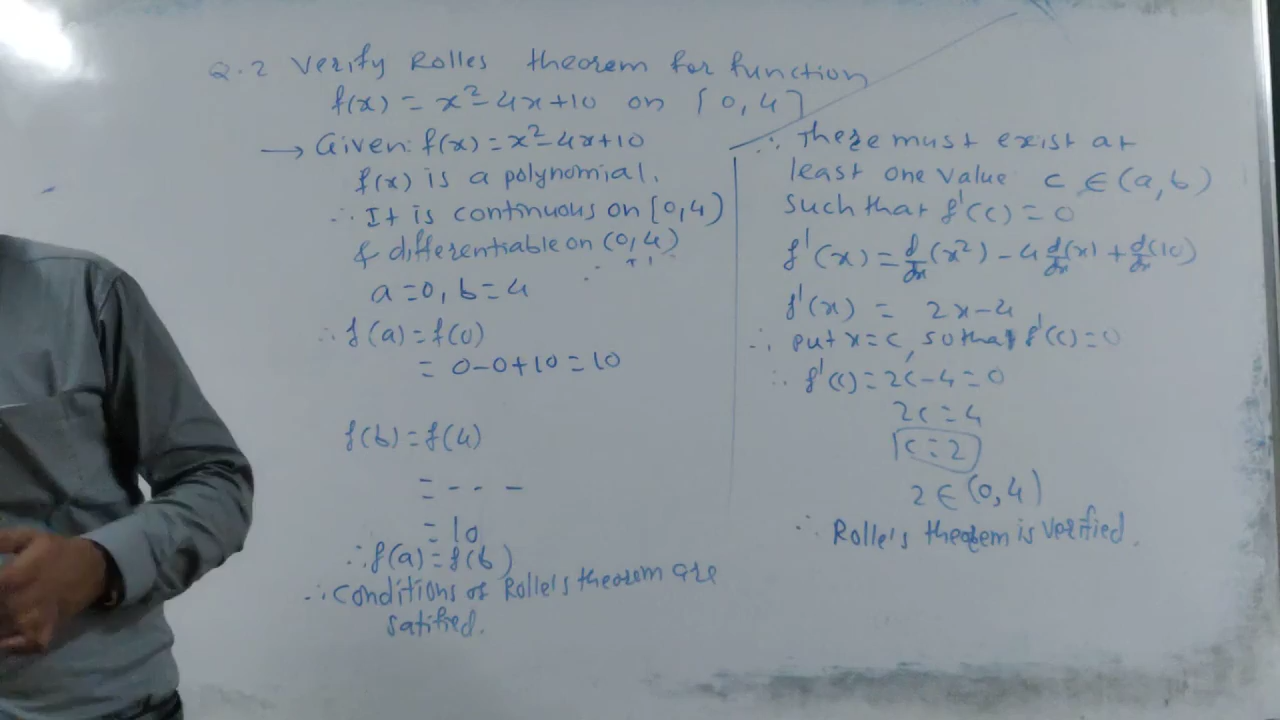 Q.2 Verify Rolles theorem for function
f(x) = x²-4x+10 on [0,4]
→ Given: f(x) = x²-4x+10
f(x) is a polynomial.
∴ It is continuous on [0,4)
& differentiable on (0,4)
a=0, b=4
∴ f(a) = f(0)
= 0-0+10 = 10
f(b) = f(4)
= - - -
= 10
∴ f(a) = f(b)
∴ conditions of Rolle's theorem are
satified.
∴ There must exist at
least one value c ∈ (a,b)
such that f'(c) = 0
f'(x) = d/dx (x²) - 4 d/dx (x) + d/dx (10)
f'(x) = 2x-4
∴ put x=c, so that f'(c) = 0
∴ f'(c) = 2c-4=0
2c = 4
c = 2
2 ∈ (0,4)
∴ Rolle's theorem is verified.